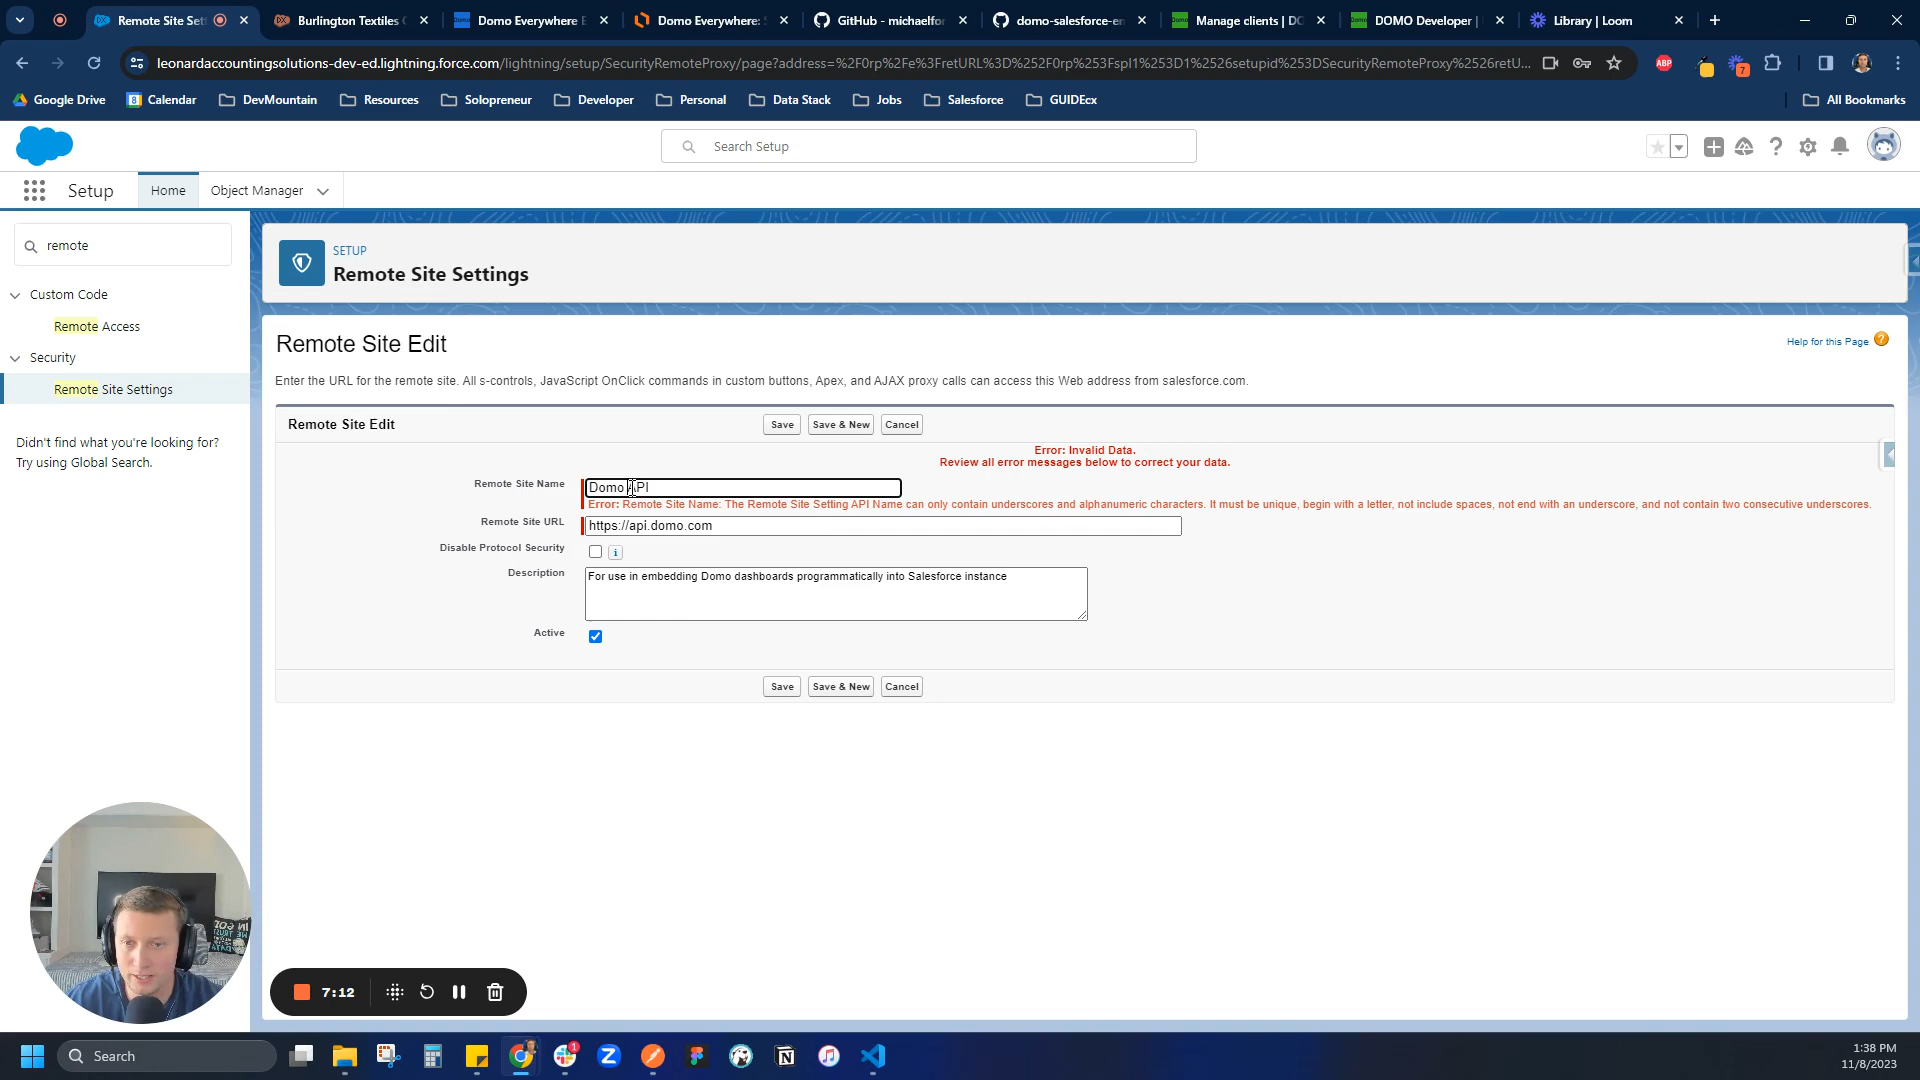 Remote Site Set
Burlington Textiles C
Domo Everywhere E
Domo Everywhere:
GitHub - michaelfor
domo-salesforce-en
Manage clients | DO
DOMO Developer |
Library | Loom
leonardaccountingsolutions-dev-ed.lightning.force.com/lightning/setup/SecurityRemoteProxy/page?address=%2F0rp%2Fe%3FretURL%3D%252F0rp%253Fspl1%253D1%2526setupid%253DSecurityRemoteProxy%2526retU...
ABP
7
Google Drive
8
Calendar
DevMountain
Resources
Solopreneur
Developer
Personal
Data Stack
Jobs
Salesforce
GUIDEcx
All Bookmarks
Search Setup
Setup
Home
Object Manager
remote
Custom Code
Remote Access
Security
Remote Site Settings
Didn't find what you're looking for?
Try using Global Search.
SETUP
Remote Site Settings
Remote Site Edit
Help for this Page
Enter the URL for the remote site. All s-controls, JavaScript OnClick commands in custom buttons, Apex, and AJAX proxy calls can access this Web address from salesforce.com.
Remote Site Edit
Save
Save & New
Cancel
Error: Invalid Data.
Review all error messages below to correct your data.
Remote Site Name
Domo API
Error: Remote Site Name: The Remote Site Setting API Name can only contain underscores and alphanumeric characters. It must be unique, begin with a letter, not include spaces, not end with an underscore, and not contain two consecutive underscores.
Remote Site URL
https://api.domo.com
Disable Protocol Security
i
Description
For use in embedding Domo dashboards programmatically into Salesforce instance
Active
Save
Save & New
Cancel
IN GOD
WE TRUST
DATA
7:12
Search
1
1:38 PM
11/8/2023